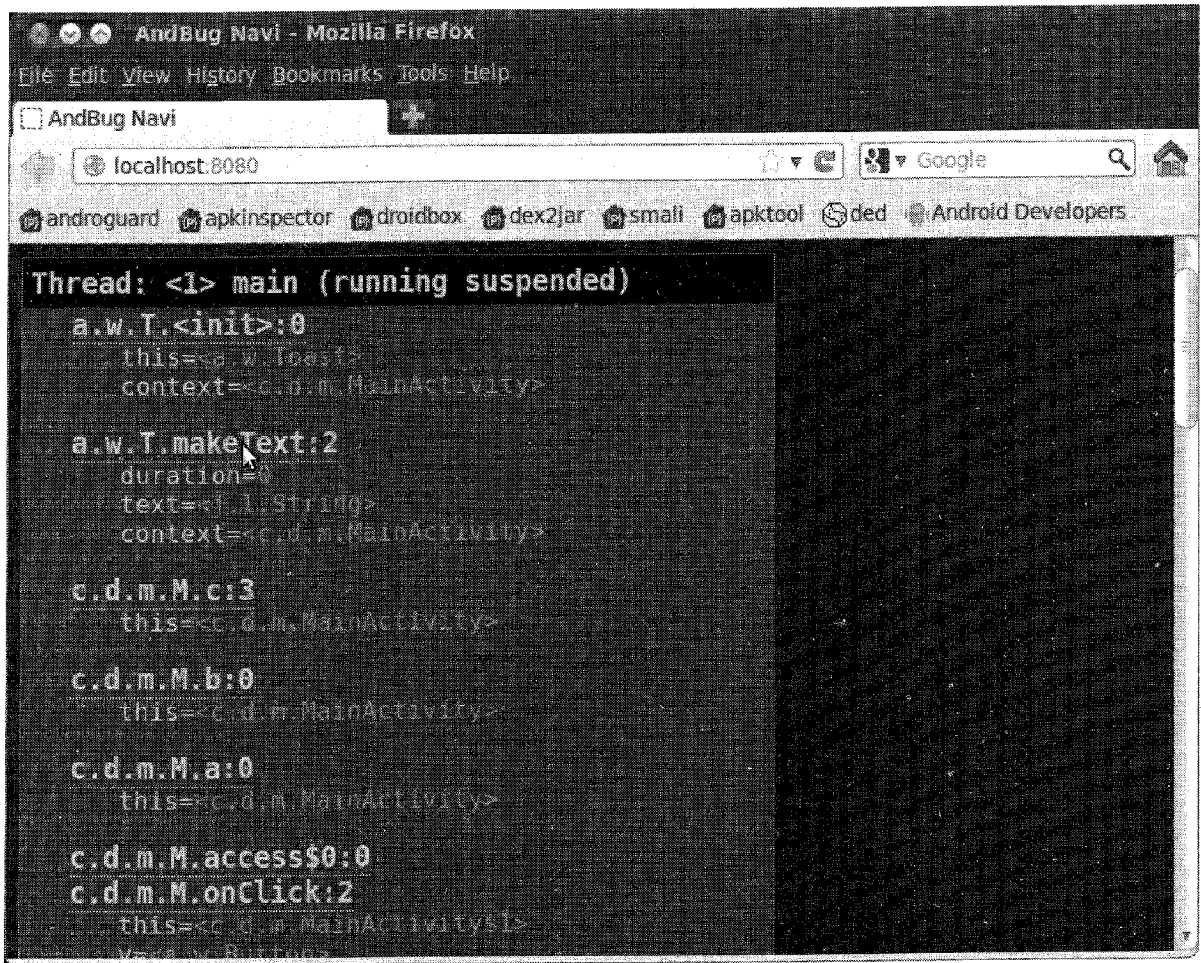 AndBug Navi - Mozilla Firefox
File Edit View History Bookmarks Tools Help
AndBug Navi
localhost:8080 Google
androguard apkinspector droidbox dex2jar smali apktool ded Android Developers
Thread: <1> main (running suspended)
a.w.T.<init>:0
this=<a.w.Toast>
context=<c.d.m.MainActivity>
a.w.T.makeText:2
duration=0
text=<j.l.String>
context=<c.d.m.MainActivity>
c.d.m.M.c:3
this=<c.d.m.MainActivity>
c.d.m.M.b:0
this=<c.d.m.MainActivity>
c.d.m.M.a:0
this=<c.d.m.MainActivity>
c.d.m.M.access$0:0
c.d.m.M.onClick:2
this=<c.d.m.MainActivity$1>
v=<a.w.Button>